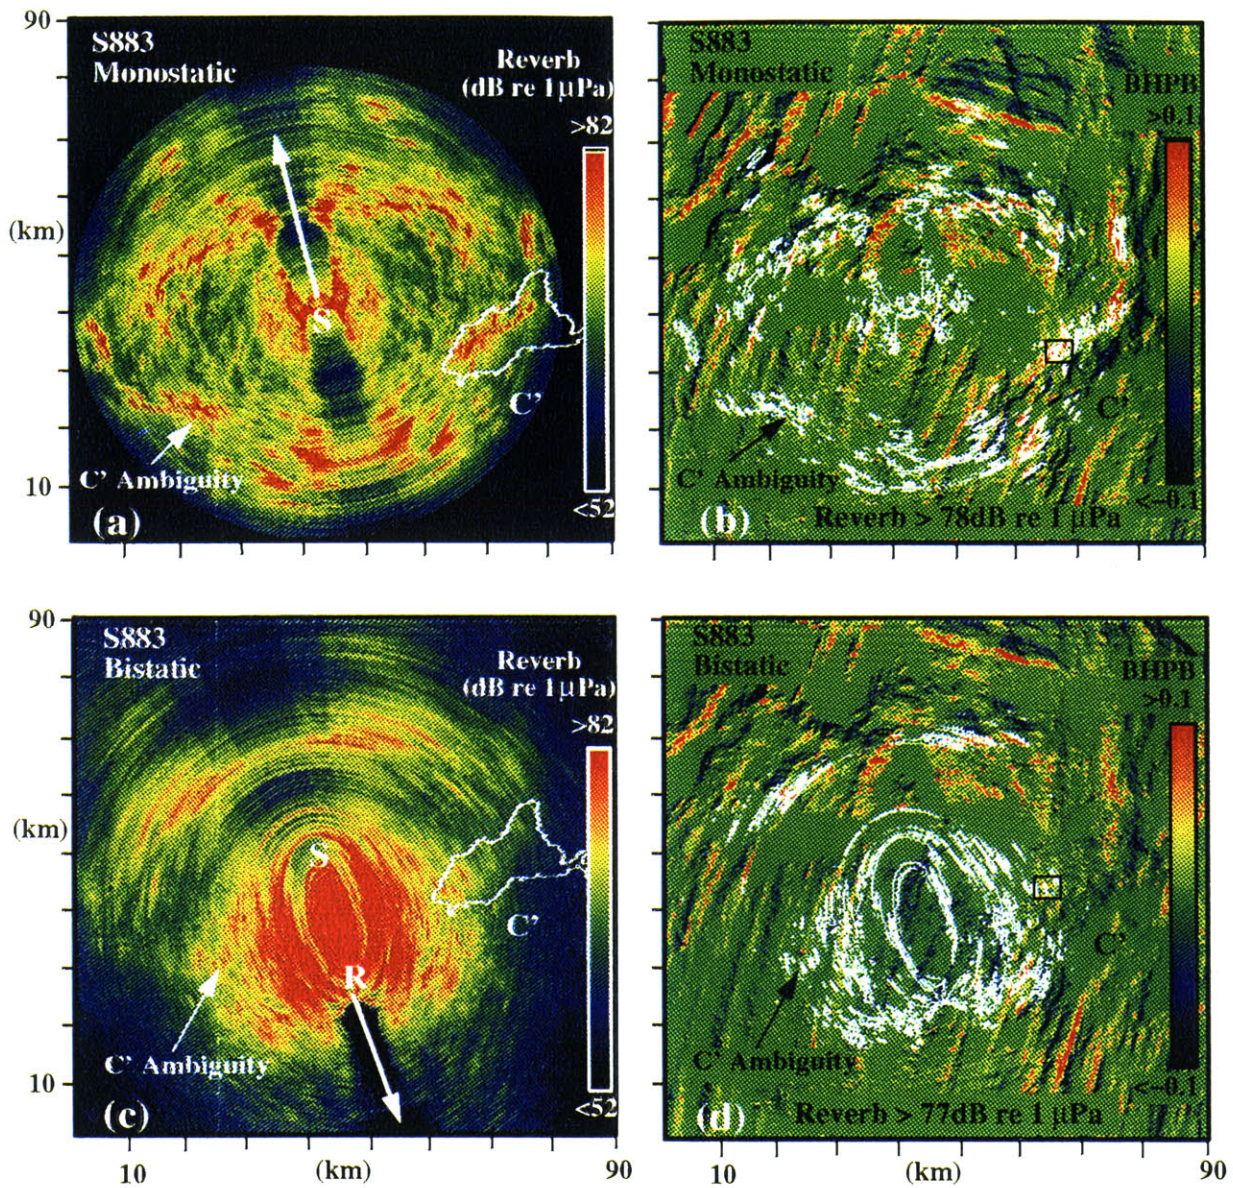 90
(km)
10
S883
Monostatic
Reverb
(dB re 1μPa)
>82
<52
S
C'
C' Ambiguity
(a)
S883
Monostatic
BHPB
>0.1
<-0.1
C'
C' Ambiguity
(b)
Reverb > 78dB re 1 μPa
90
(km)
10
S883
Bistatic
Reverb
(dB re 1μPa)
>82
<52
S
R
C'
C' Ambiguity
(c)
S883
Bistatic
BHPB
>0.1
<-0.1
C'
C' Ambiguity
(d)
Reverb > 77dB re 1 μPa
10
(km)
90
10
(km)
90